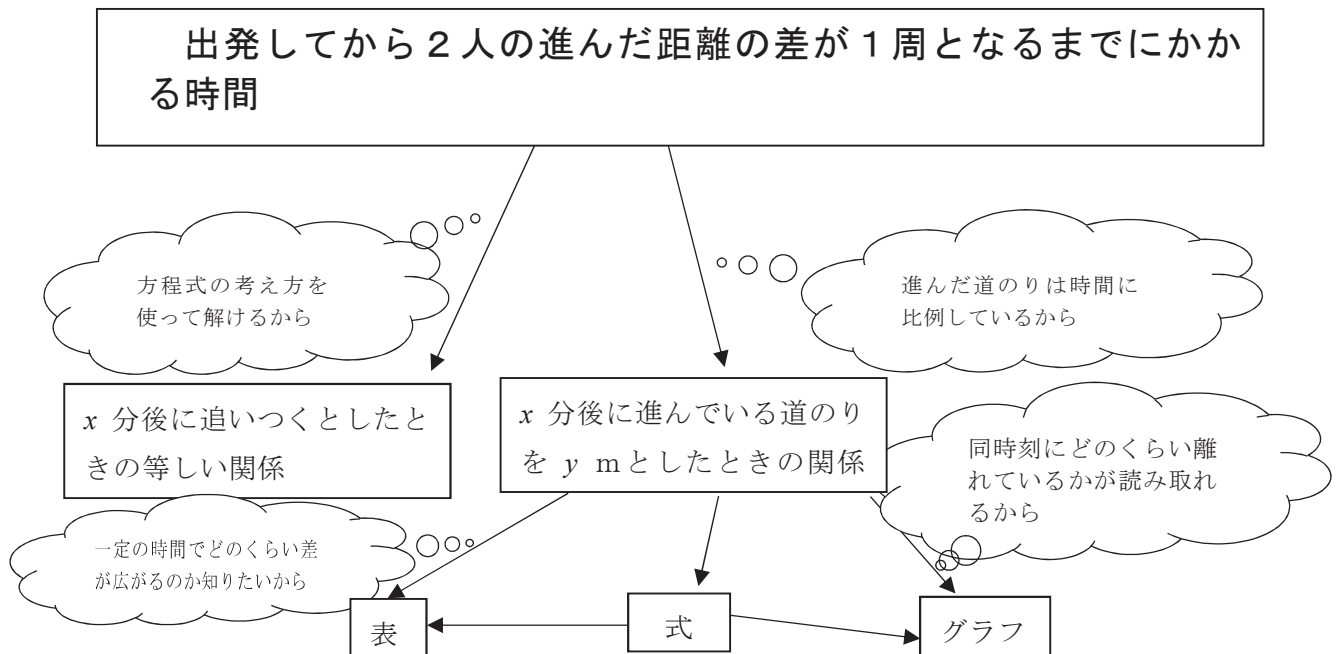 出発してから２人の進んだ距離の差が１周となるまでにかか
る時間
方程式の考え方を
使って解けるから
進んだ道のりは時間に
比例しているから
x 分後に追いつくとしたと
きの等しい関係
x 分後に進んでいる道のり
を y ｍとしたときの関係
同時刻にどのくらい離
れているかが読み取れ
るから
一定の時間でどのくらい差
が広がるのか知りたいから
表
式
グラフ